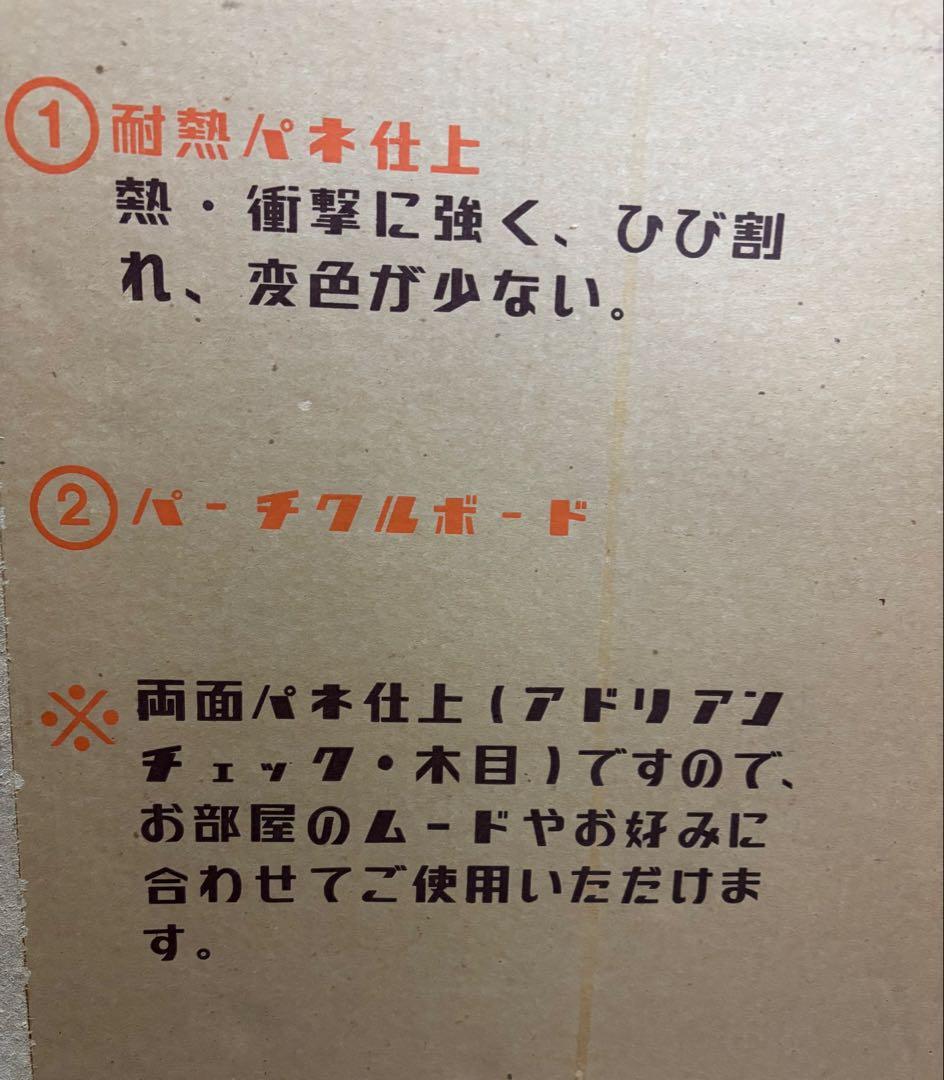 ①耐熱パネ仕上
熱・衝撃に強く、ひび割
れ、変色が少ない。
②パーチクルボード
※両面パネ仕上(アドリアン
チェック・木目)ですので、
お部屋のムードやお好みに
合わせてご使用いただけま
す。